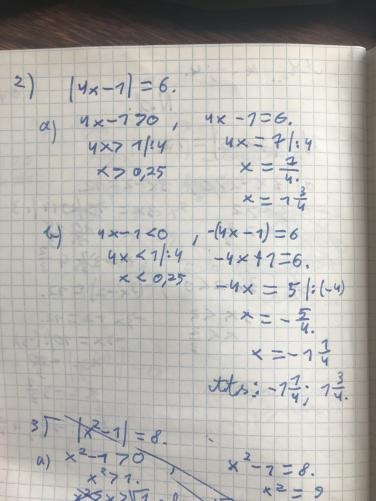 2) |4x-1|=6.
a) 4x-1>0, 4x-1=6.
4x>1|:4 4x=7|:4
x>0,25 x=7/4.
x=1 3/4
b) 4x-1<0, -(4x-1)=6
4x<1|:4 -4x+1=6.
x<0,25 -4x=5|:(-4)
x=-5/4.
x=-1 1/4
-1 1/4; 1 3/4.
3) |x²-1|=8.
a) x²-1>0, x²-1=8.
x²>1. x²=9